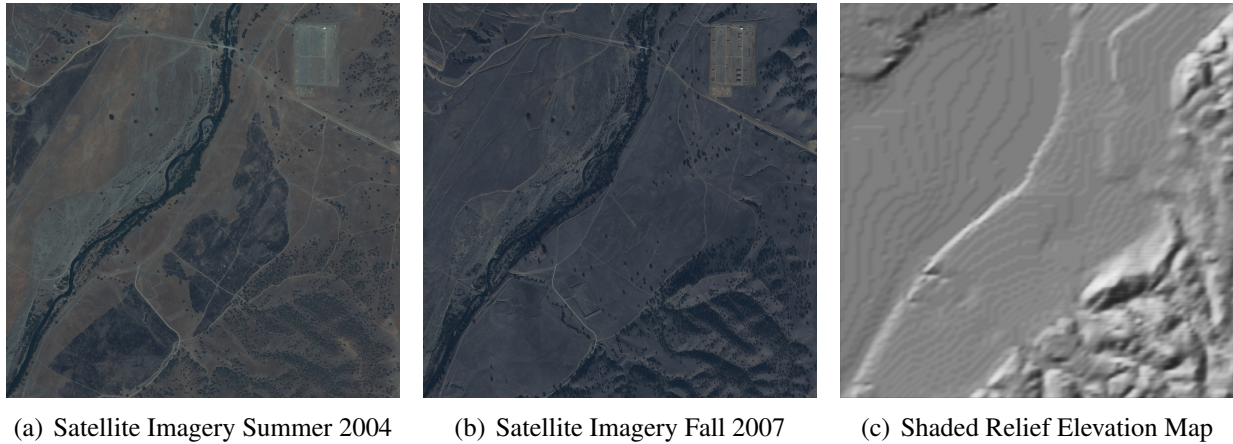 (a) Satellite Imagery Summer 2004
(b) Satellite Imagery Fall 2007
(c) Shaded Relief Elevation Map